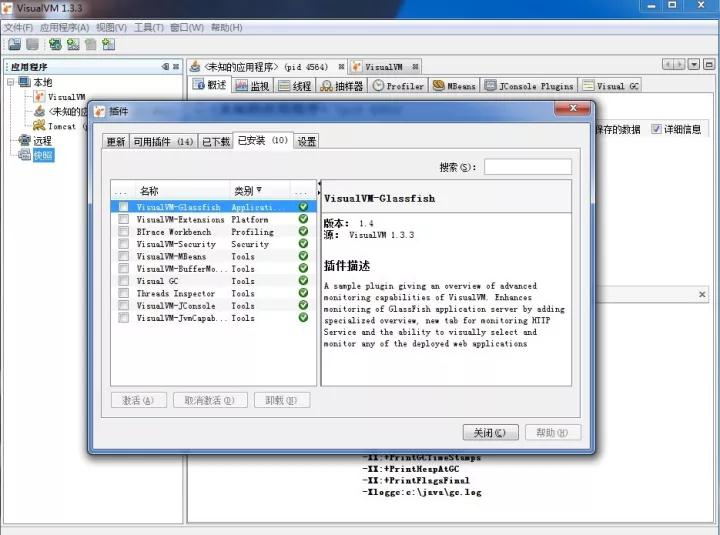 VisualVM 1.3.3
文件(F) 应用程序(A) 视图(V) 工具(T) 窗口(W) 帮助(H)
应用程序
<未知的应用程序> (pid 4564) VisualVM
概述 监视 线程 抽样器 Profiler MBeans JConsole Plugins Visual GC
本地
VisualVM
<未知的应
Tomcat (p
远程
快照
保存的数据 详细信息
插件
更新 可用插件 (14) 已下载 已安装 (10) 设置
搜索(S):
... 名称 类别 ...
VisualVM-Glassfish Applicati...
VisualVM-Extensions Platform
BTrace Workbench Profiling
VisualVM-Security Security
VisualVM-MBeans Tools
VisualVM-BufferMo... Tools
Visual GC Tools
Threads Inspector Tools
VisualVM-JConsole Tools
VisualVM-JvmCapab... Tools
VisualVM-Glassfish
版本: 1.4
源: VisualVM 1.3.3
插件描述
A sample plugin giving an overview of advanced
monitoring capabilities of VisualVM. Enhances
monitoring of GlassFish application server by adding
specialized overview, new tab for monitoring HTTP
Service and the ability to visually select and
monitor any of the deployed web applications
激活(A) 取消激活(D) 卸载(U)
关闭(C) 帮助(H)
-XX:+PrintGCTimeStamps
-XX:+PrintHeapAtGC
-XX:+PrintFlagsFinal
-Xloggc:c:\java\gc.log